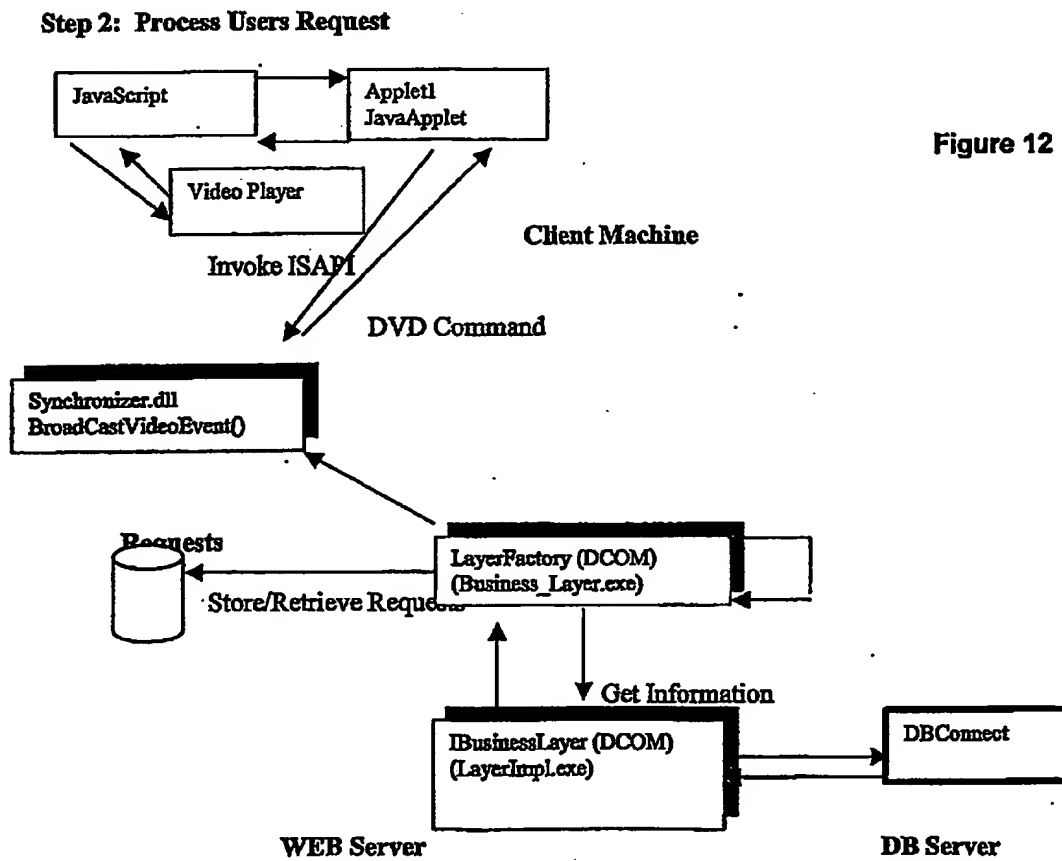 Step 2: Process Users Request
JavaScript
Applet1
JavaApplet
Figure 12
Video Player
Client Machine
Invoke ISAPI
DVD Command
Synchronizer.dll
BroadCastVideoEvent()
Requests
LayerFactory (DCOM)
(Business_Layer.exe)
Store/Retrieve Requests
Get Information
IBusinessLayer (DCOM)
(LayerImpl.exe)
DBConnect
WEB Server
DB Server